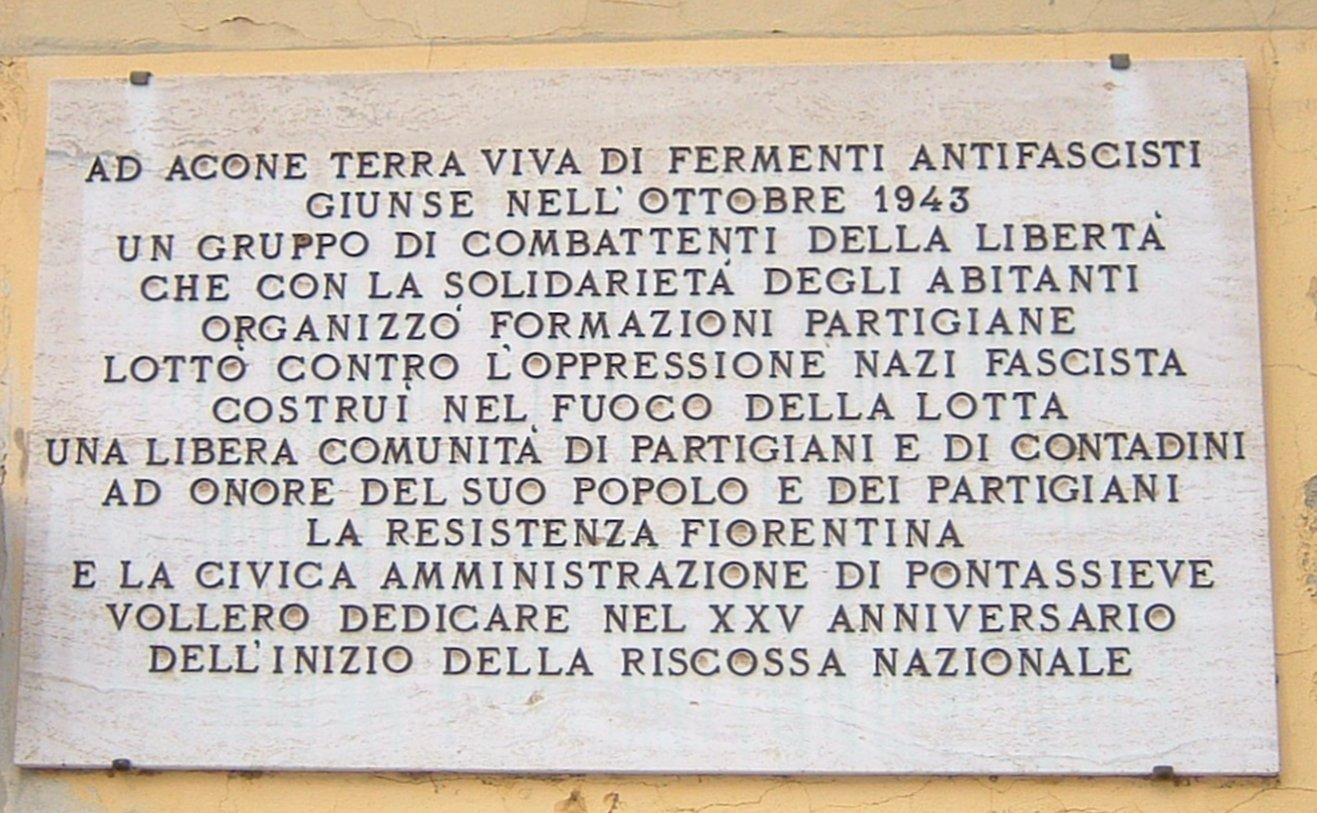 AD ACONE TERRA VIVA DI FERMENTI ANTIFASCISTI
GIUNSE NELL'OTTOBRE 1943
UN GRUPPO DI COMBATTENTI DELLA LIBERTÀ
CHE CON LA SOLIDARIETÀ DEGLI ABITANTI
ORGANIZZÒ FORMAZIONI PARTIGIANE
LOTTÒ CONTRO L'OPPRESSIONE NAZI FASCISTA
COSTRUÌ NEL FUOCO DELLA LOTTA
UNA LIBERA COMUNITÀ DI PARTIGIANI E DI CONTADINI
AD ONORE DEL SUO POPOLO E DEI PARTIGIANI
LA RESISTENZA FIORENTINA
E LA CIVICA AMMINISTRAZIONE DI PONTASSIEVE
VOLLERO DEDICARE NEL XXV ANNIVERSARIO
DELL'INIZIO DELLA RISCOSSA NAZIONALE